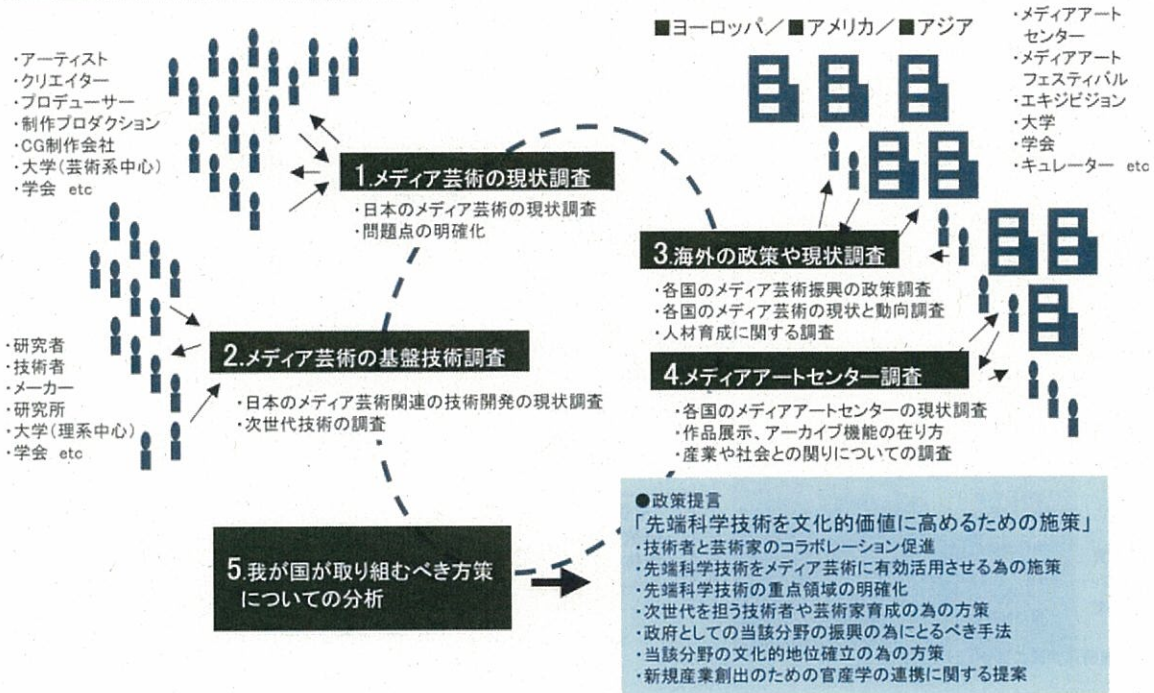 ・アーティスト
・クリエイター
・プロデューサー
・制作プロダクション
・CG制作会社
・大学(芸術系中心)
・学会 etc
■ヨーロッパ/■アメリカ/■アジア
・メディアアート
センター
・メディアアート
フェスティバル
・エキジビジョン
・大学
・学会
・キュレーター etc
1.メディア芸術の現状調査
・日本のメディア芸術の現状調査
・問題点の明確化
3.海外の政策や現状調査
・各国のメディア芸術振興の政策調査
・各国のメディア芸術の現状と動向調査
・人材育成に関する調査
・研究者
・技術者
・メーカー
・研究所
・大学(理系中心)
・学会 etc
2.メディア芸術の基盤技術調査
・日本のメディア芸術関連の技術開発の現状調査
・次世代技術の調査
4.メディアアートセンター調査
・各国のメディアアートセンターの現状調査
・作品展示、アーカイブ機能の在り方
・産業や社会との関りについての調査
5.我が国が取り組むべき方策
についての分析
●政策提言
「先端科学技術を文化的価値に高めるための施策」
・技術者と芸術家のコラボレーション促進
・先端科学技術をメディア芸術に有効活用させる為の施策
・先端科学技術の重点領域の明確化
・次世代を担う技術者や芸術家育成の為の方策
・政府としての当該分野の振興の為にとるべき手法
・当該分野の文化的地位確立の為の方策
・新規産業創出のための官産学の連携に関する提案